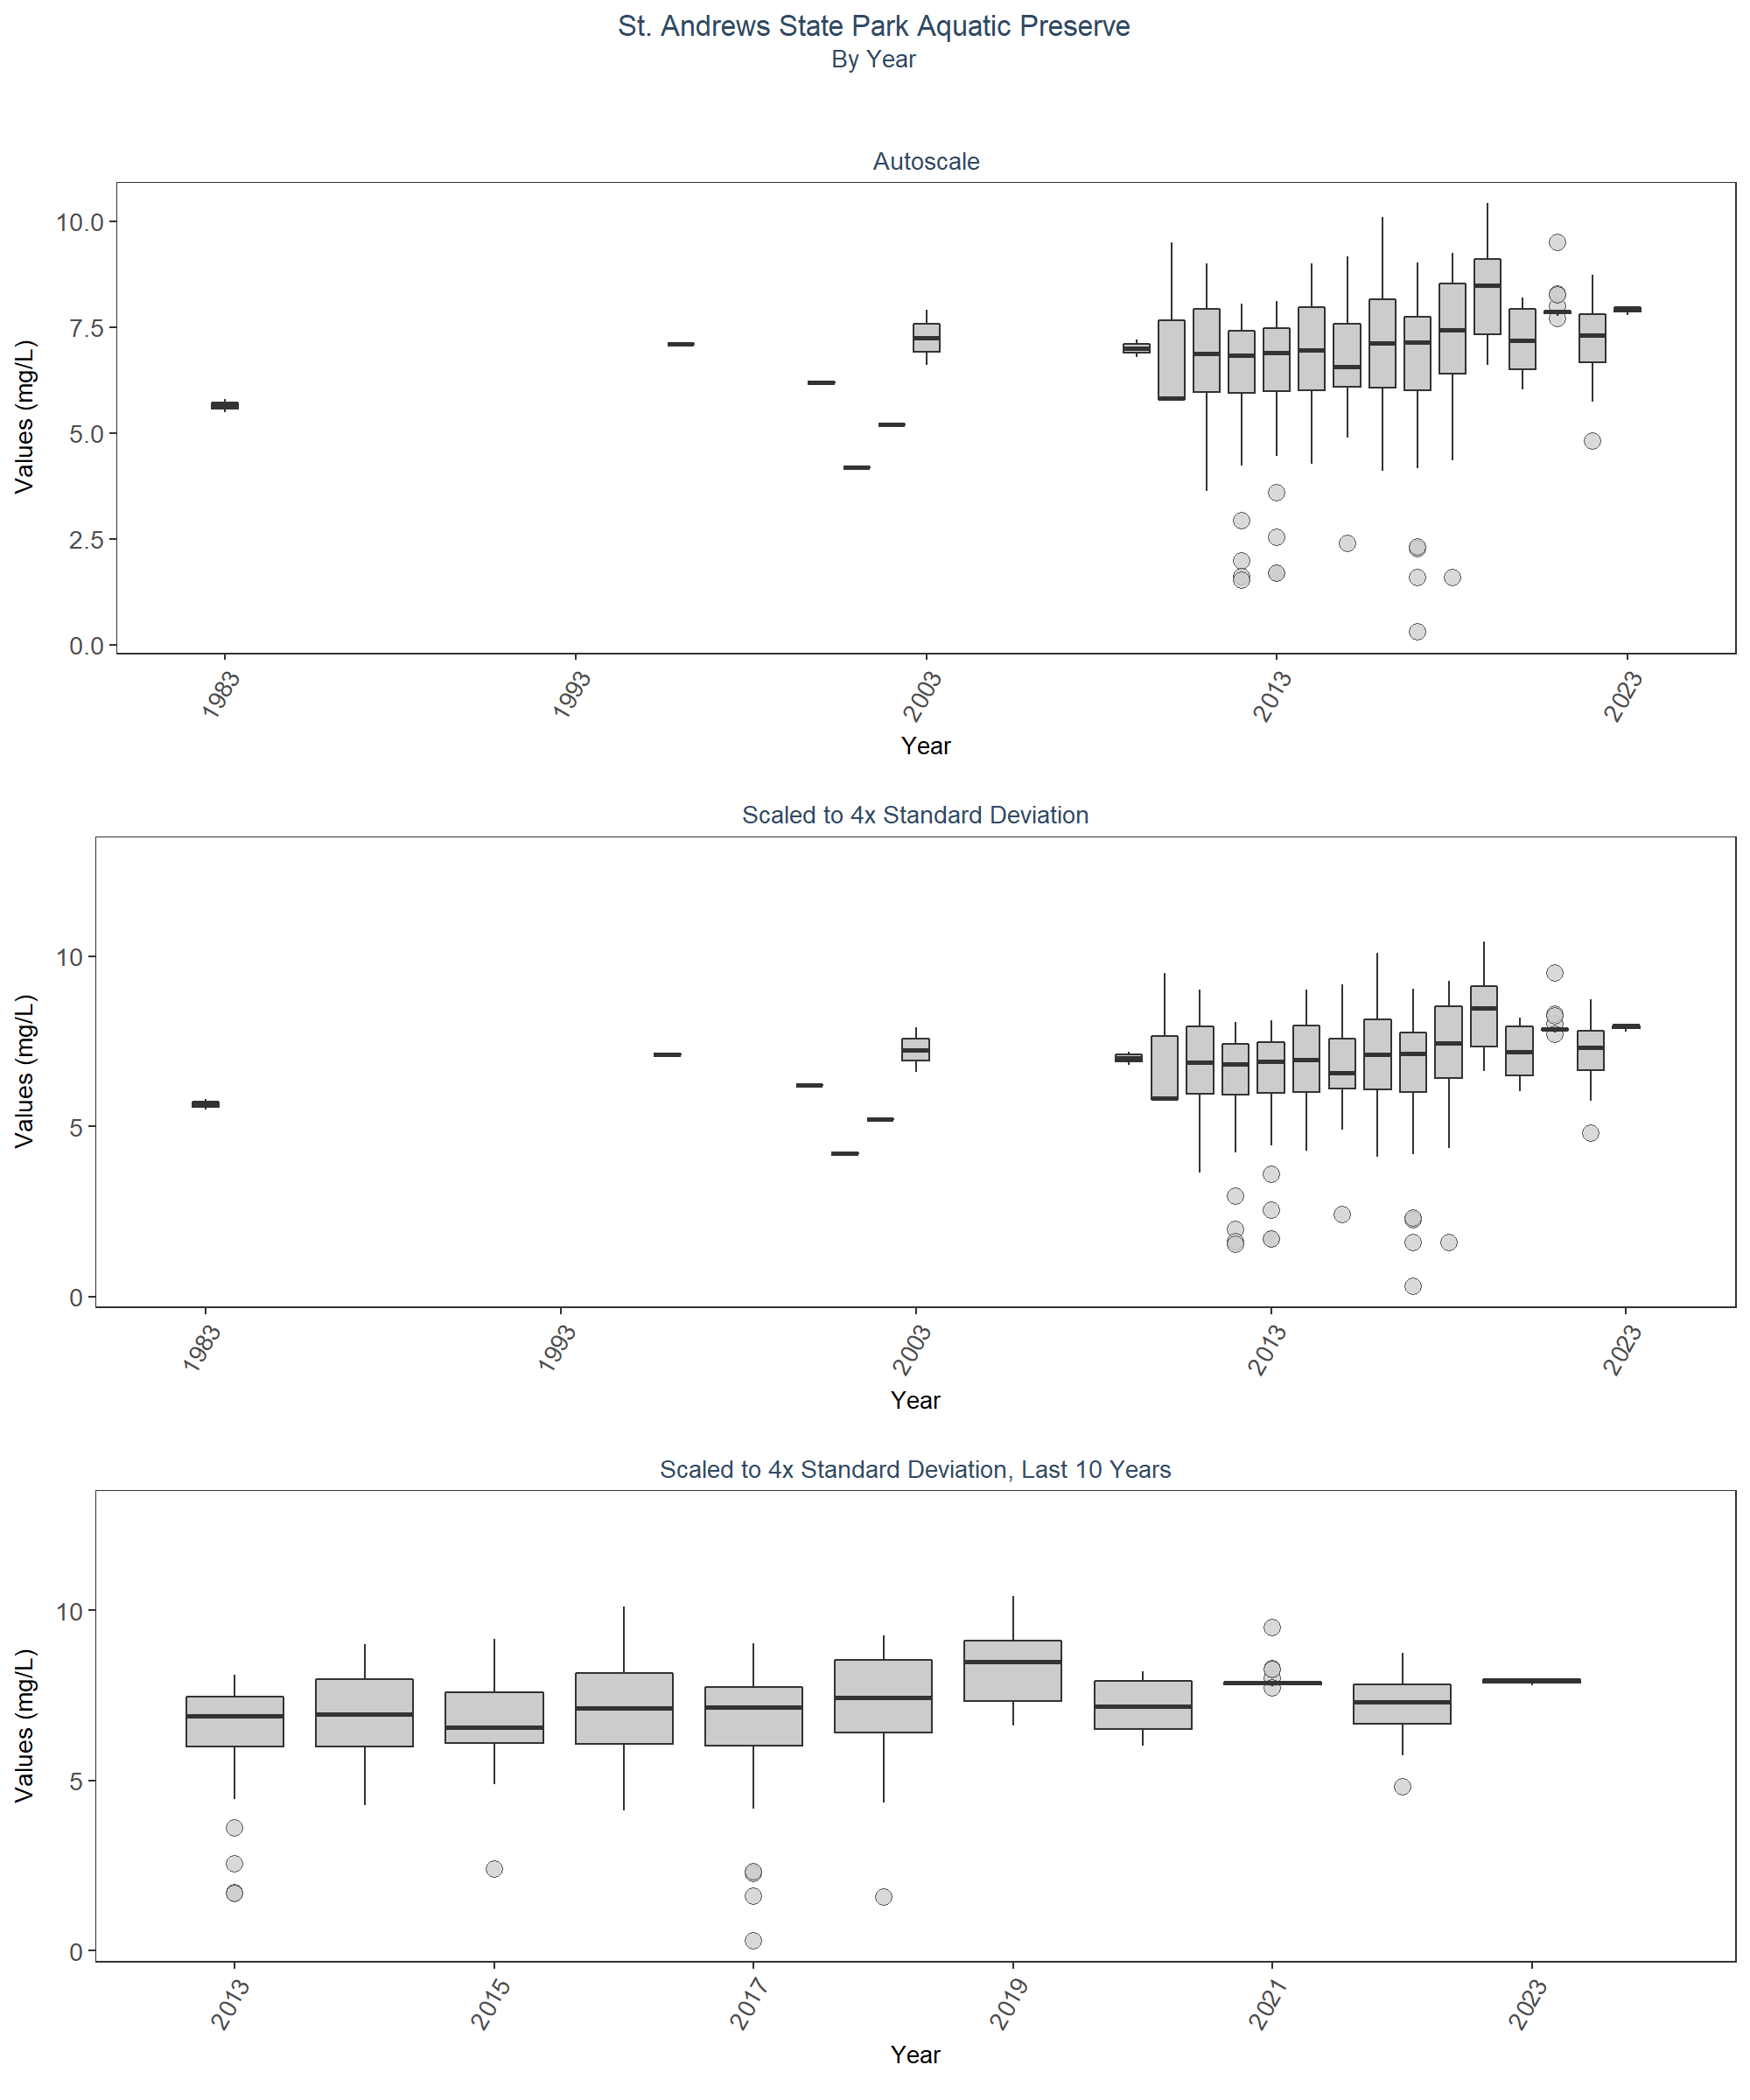 St. Andrews State Park Aquatic Preserve
By Year
Autoscale
Values (mg/L)
10.0
7.5
5.0
2.5
0.0
1983
1993
2003
2013
2023
Year
Scaled to 4x Standard Deviation
Values (mg/L)
10
5
0
1983
1993
2003
2013
2023
Year
Scaled to 4x Standard Deviation, Last 10 Years
Values (mg/L)
10
5
0
2013
2015
2017
2019
2021
2023
Year